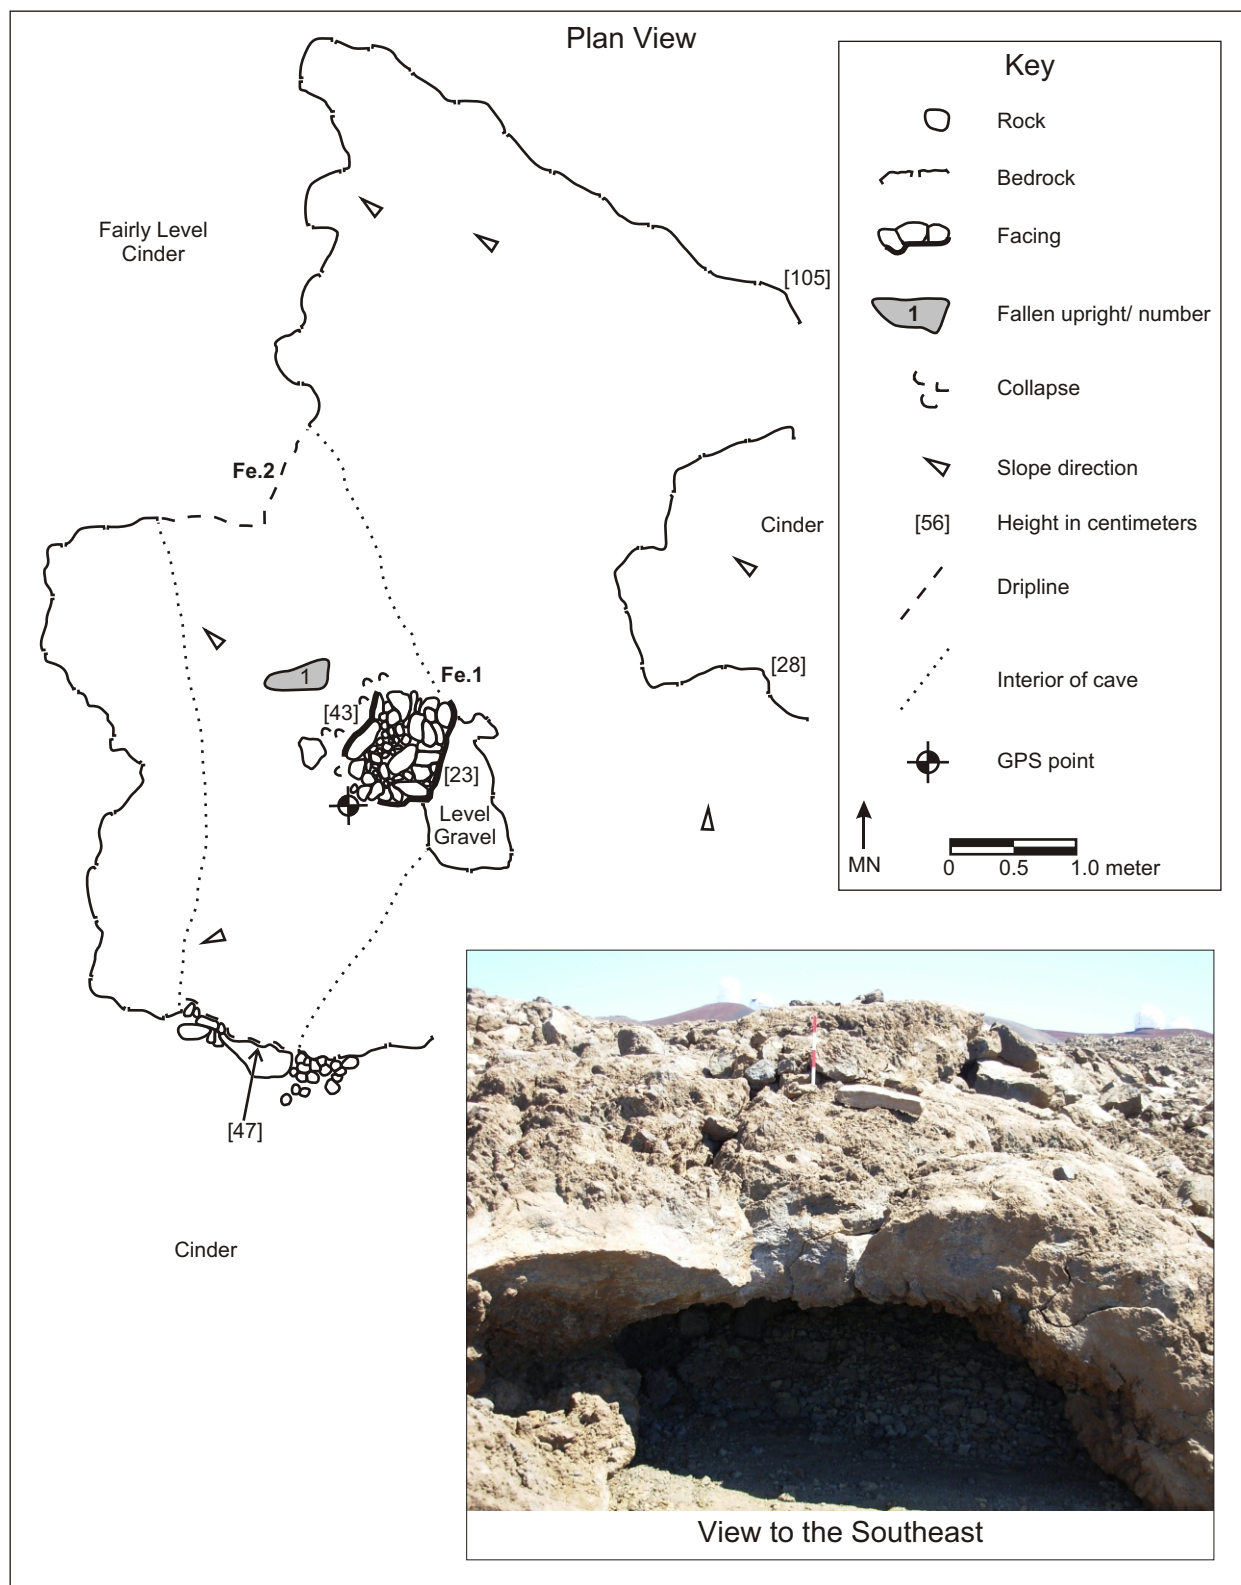 Plan View
Key
Rock
Bedrock
Facing
1
Fallen upright/ number
Collapse
Slope direction
[56]
Height in centimeters
Dripline
Interior of cave
GPS point
MN
0 0.5 1.0 meter
Fairly Level
Cinder
[105]
Fe.2
Cinder
[28]
1
Fe.1
[43]
[23]
Level
Gravel
[47]
Cinder
View to the Southeast